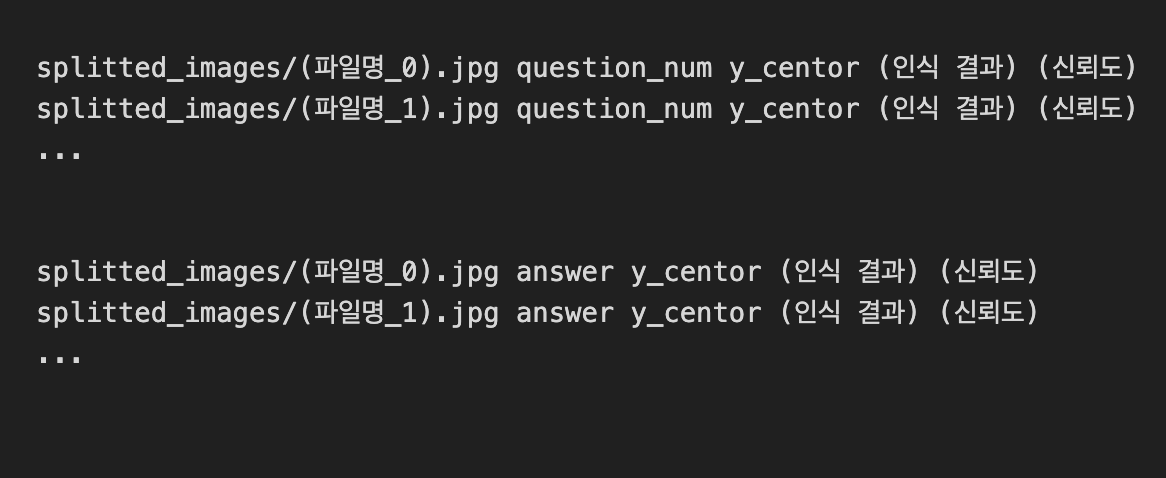 splitted_images/(파일명_0).jpg question_num y_centor (인식 결과) (신뢰도)
splitted_images/(파일명_1).jpg question_num y_centor (인식 결과) (신뢰도)
...
splitted_images/(파일명_0).jpg answer y_centor (인식 결과) (신뢰도)
splitted_images/(파일명_1).jpg answer y_centor (인식 결과) (신뢰도)
...